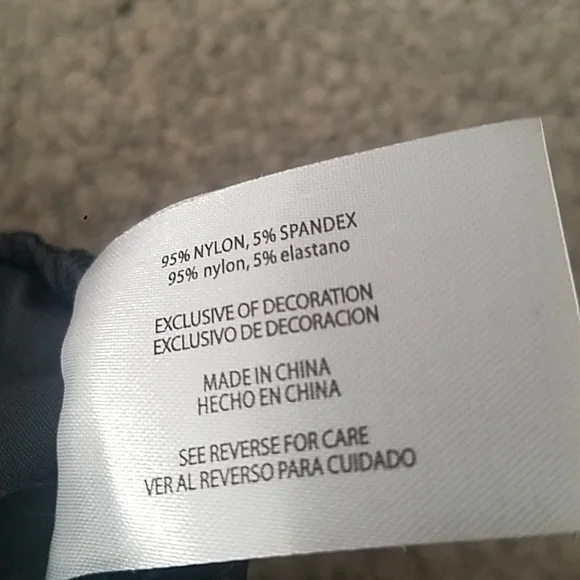 95% NYLON, 5% SPANDEX
95% nylon, 5% elastano
EXCLUSIVE OF DECORATION
EXCLUSIVO DE DECORACION
MADE IN CHINA
HECHO EN CHINA
SEE REVERSE FOR CARE
VER AL REVERSO PARA CUIDADO